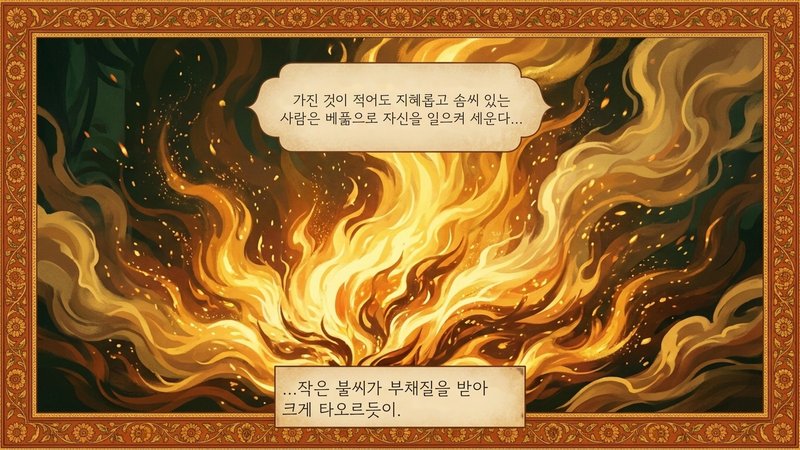 가진 것이 적어도 지혜롭고 솜씨 있는
사람은 베풂으로 자신을 일으켜 세운다...
...작은 불씨가 부채질을 받아
크게 타오르듯이.